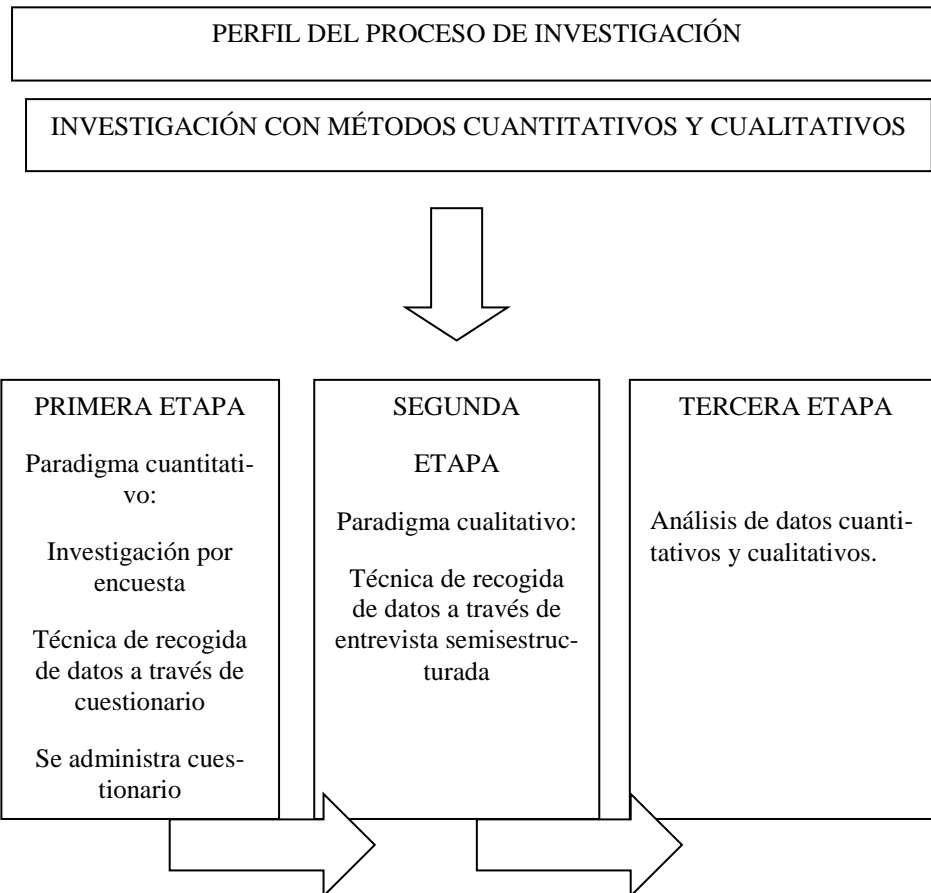 PERFIL DEL PROCESO DE INVESTIGACIÓN
INVESTIGACIÓN CON MÉTODOS CUANTITATIVOS Y CUALITATIVOS
PRIMERA ETAPA
Paradigma cuantitati-
vo:
Investigación por
encuesta
Técnica de recogida
de datos a través de
cuestionario
Se administra cues-
tionario
SEGUNDA
ETAPA
Paradigma cualitativo:
Técnica de recogida
de datos a través de
entrevista semisestruc-
turada
TERCERA ETAPA
Análisis de datos cuanti-
tativos y cualitativos.